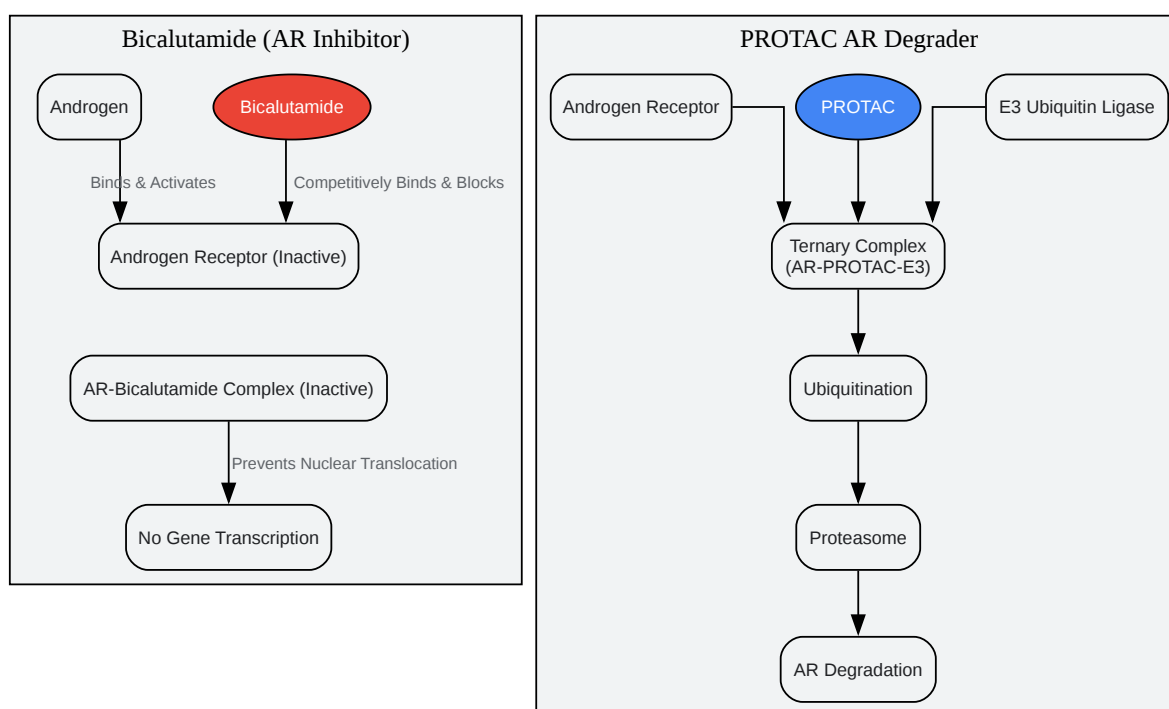 Bicalutamide (AR Inhibitor)
Androgen
Bicalutamide
Binds & Activates
Competitively Binds & Blocks
Androgen Receptor (Inactive)
AR-Bicalutamide Complex (Inactive)
Prevents Nuclear Translocation
No Gene Transcription
PROTAC AR Degrader
Androgen Receptor
PROTAC
E3 Ubiquitin Ligase
Ternary Complex
(AR-PROTAC-E3)
Ubiquitination
Proteasome
AR Degradation